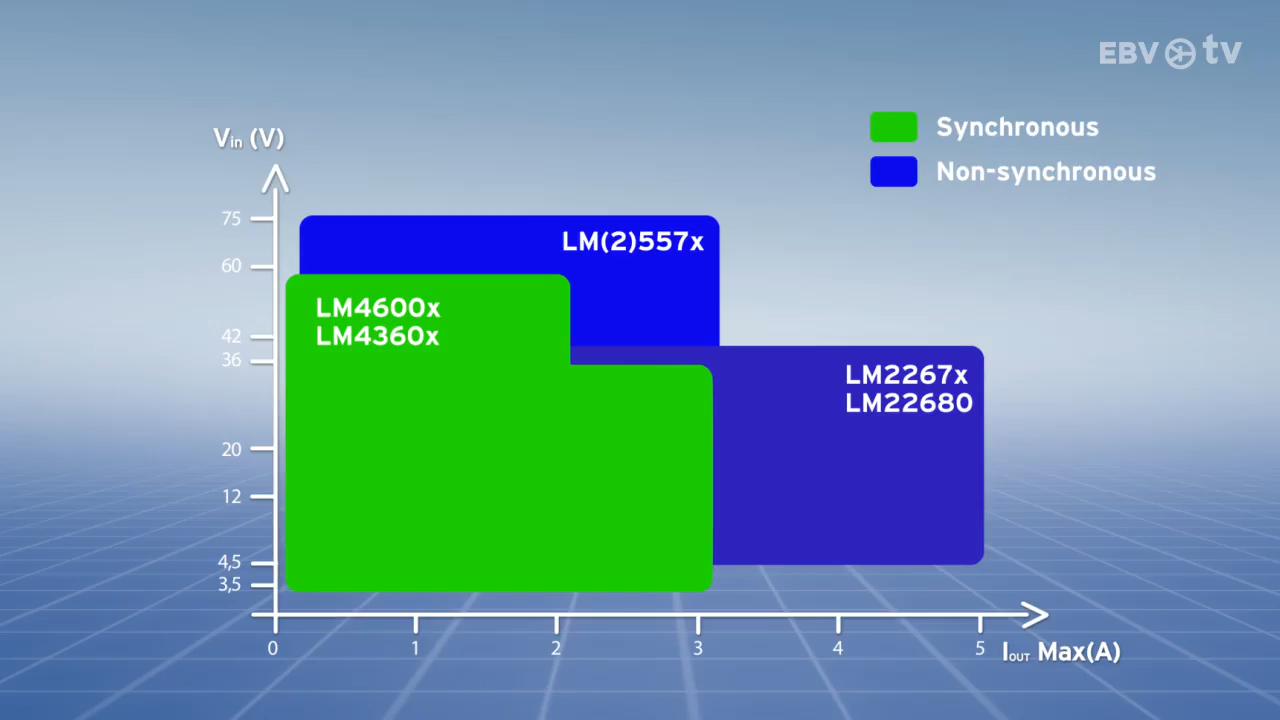 EBV tv
Vin (V)
Synchronous
Non-synchronous
75
60
42
36
20
12
4,5
3,5
LM(2)557x
LM4600x
LM4360x
LM2267x
LM22680
0 1 2 3 4 5 IOUT Max(A)